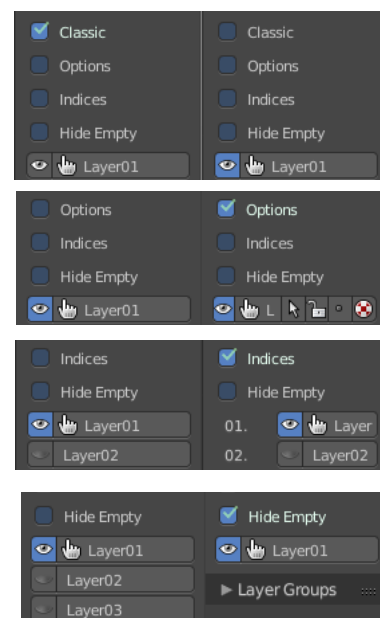 Classic
Options
Indices
Hide Empty
Layer01
Classic
Options
Indices
Hide Empty
Layer01
Options
Indices
Hide Empty
Layer01
Options
Indices
Hide Empty
L
Indices
Hide Empty
Layer01
Layer02
Indices
Hide Empty
01. Layer
02. Layer02
Hide Empty
Layer01
Layer02
Layer03
Hide Empty
Layer01
Layer Groups